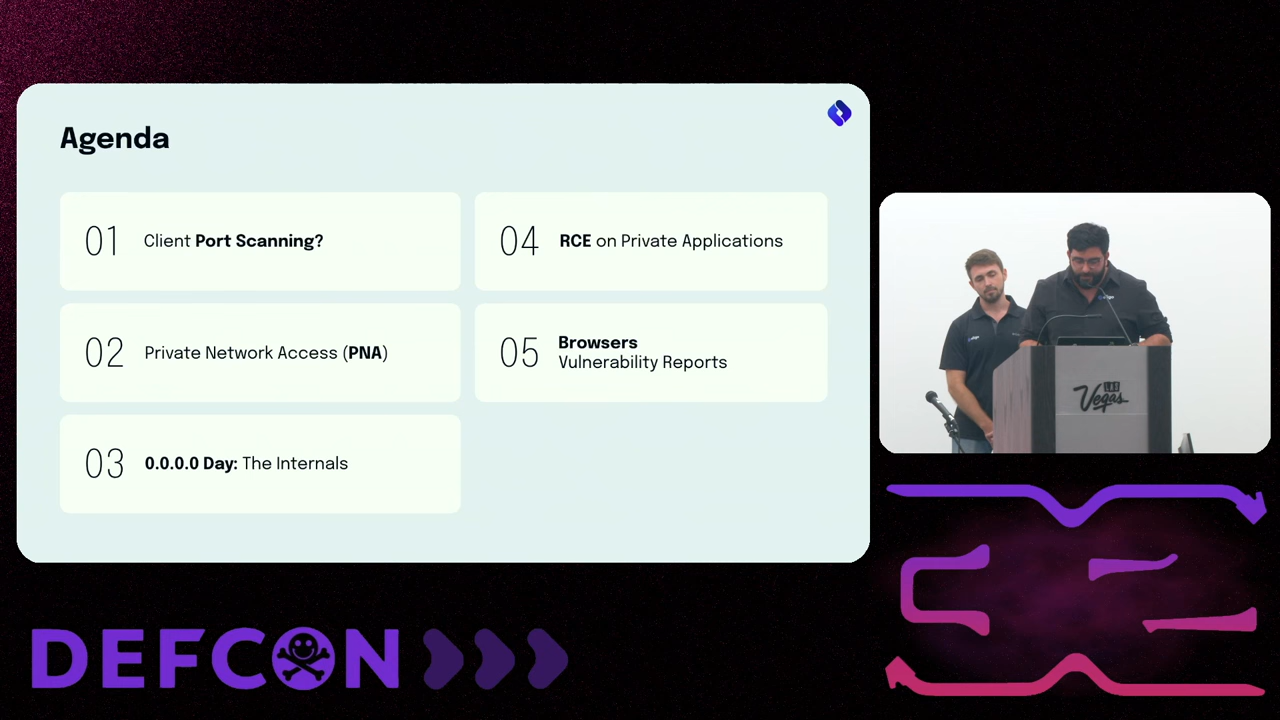 Agenda
01
Client Port Scanning?
02
Private Network Access (PNA)
03
0.0.0.0 Day: The Internals
04
RCE on Private Applications
05
Browsers
Vulnerability Reports
LAS
Vegas
DEFCON